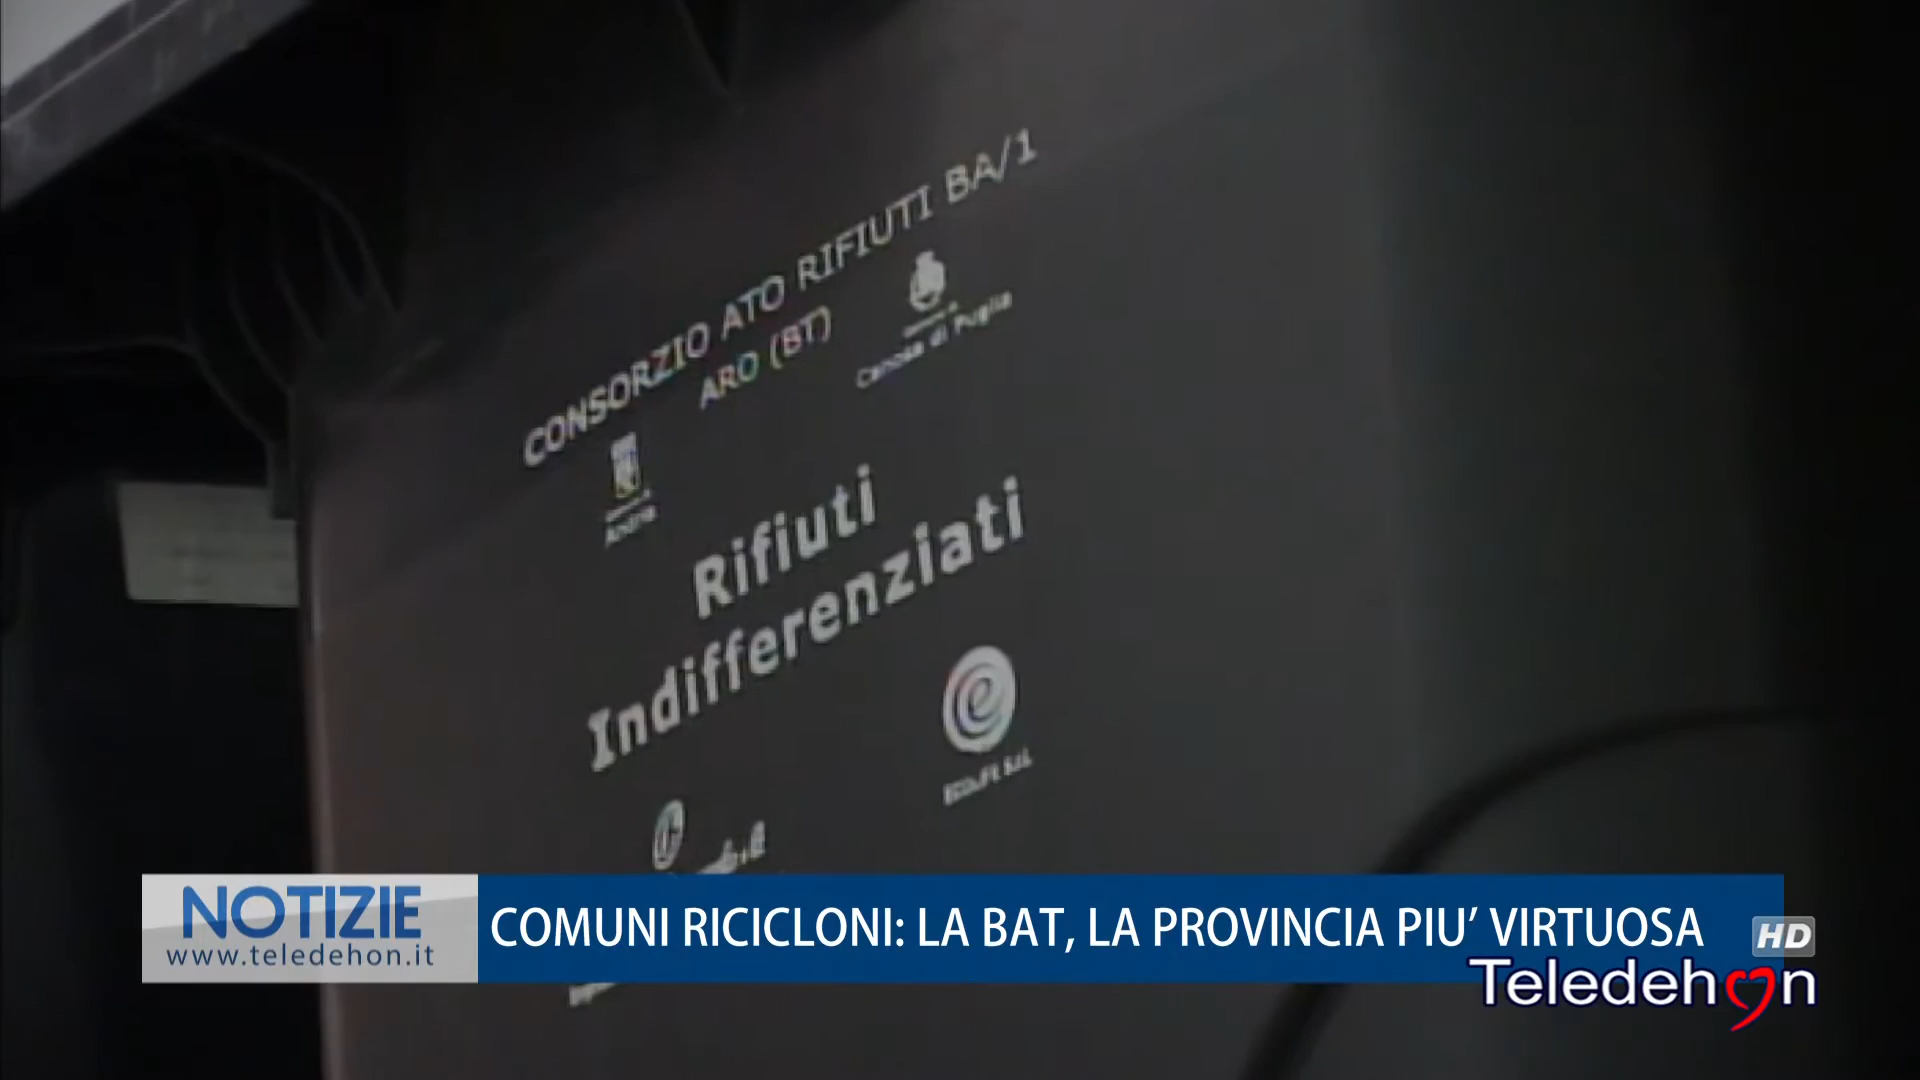 CONSORZIO ATO RIFIUTI BA/1
ARO (BT)
Canosa di Puglia
Andria
Rifiuti
Indifferenziati
NOTIZIE
www.teledehon.it
COMUNI RICICLONI: LA BAT, LA PROVINCIA PIU’ VIRTUOSA
HD
Teledehon